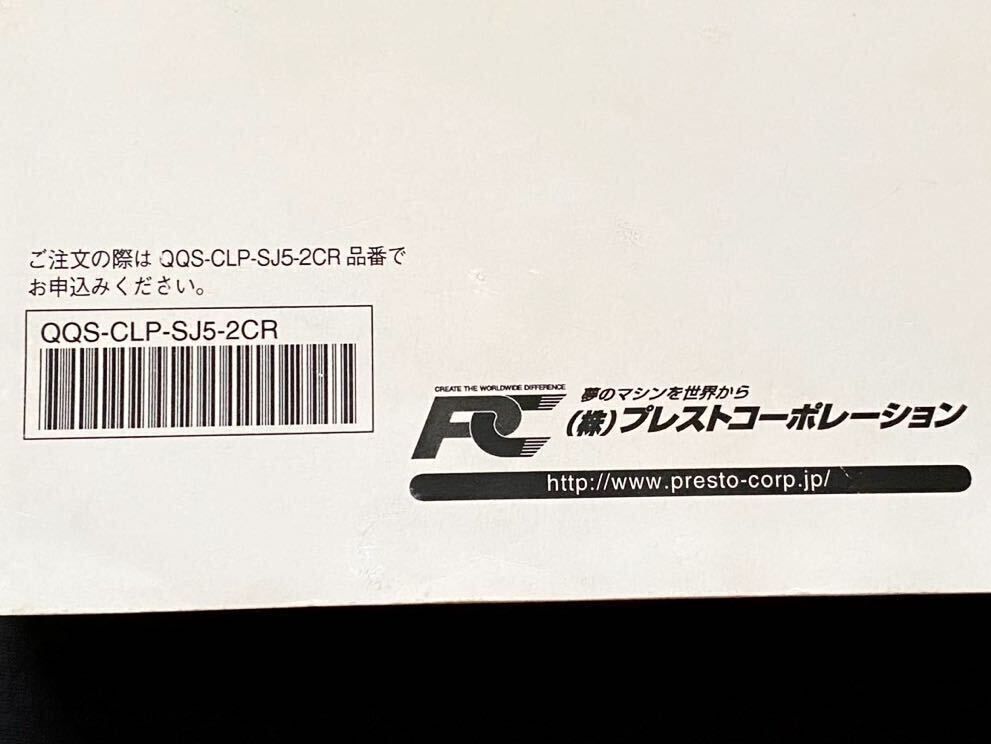 ご注文の際は QQS-CLP-SJ5-2CR 品番で
お申込みください。
QQS-CLP-SJ5-2CR
CREATE THE WORLDWIDE DIFFERENCE
PC
夢のマシンを世界から
(株)プレストコーポレーション
http://www.presto-corp.jp/